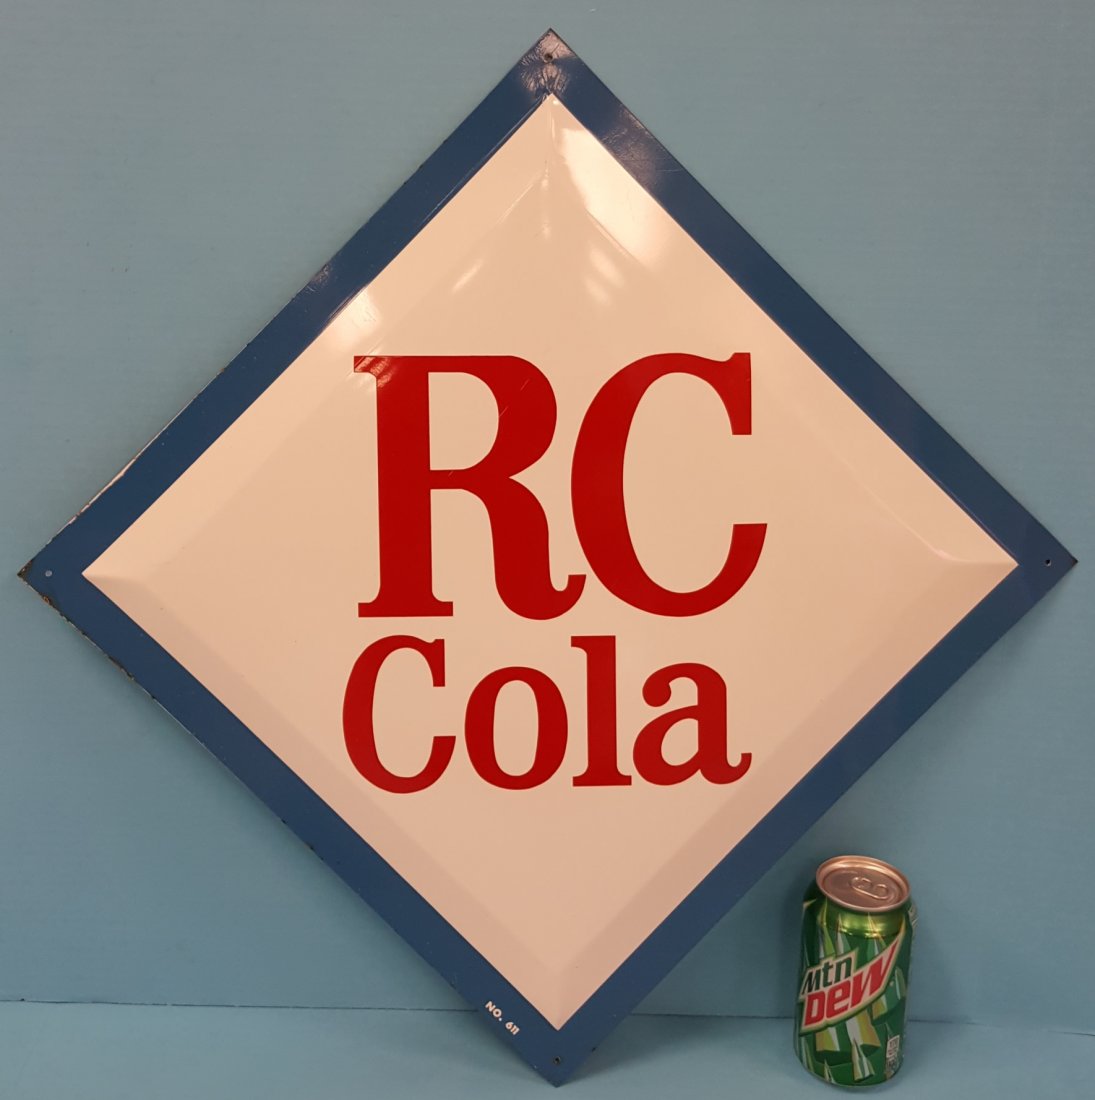 RC
Cola
NO. 611
Mtn
DEW